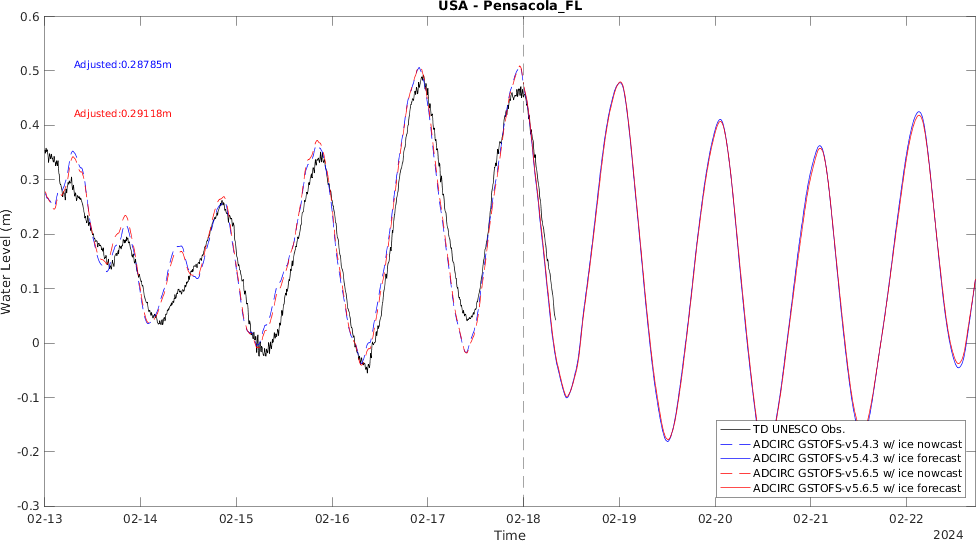 USA - Pensacola_FL
0.6
0.5
0.4
0.3
0.2
0.1
0
-0.1
-0.2
-0.3
Water Level (m)
Adjusted:0.28785m
Adjusted:0.29118m
TD UNESCO Obs.
ADCIRC GSTOFS-v5.4.3 w/ ice nowcast
ADCIRC GSTOFS-v5.4.3 w/ ice forecast
ADCIRC GSTOFS-v5.6.5 w/ ice nowcast
ADCIRC GSTOFS-v5.6.5 w/ ice forecast
02-13 02-14 02-15 02-16 02-17 02-18 02-19 02-20 02-21 02-22
Time
2024